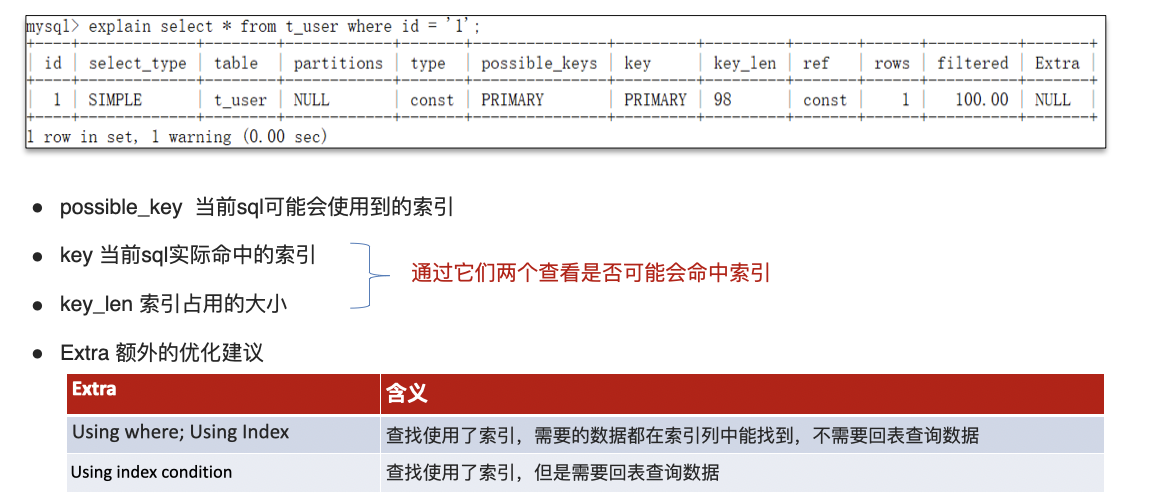 mysql> explain select * from t_user where id = '1';
id | select_type | table | partitions | type | possible_keys | key | key_len | ref | rows | filtered | Extra
1 | SIMPLE | t_user | NULL | const | PRIMARY | PRIMARY | 98 | const | 1 | 100.00 | NULL
1 row in set, 1 warning (0.00 sec)
● possible_key 当前sql可能会使用到的索引
● key 当前sql实际命中的索引
通过它们两个查看是否可能会命中索引
● key_len 索引占用的大小
● Extra 额外的优化建议
Extra 含义
Using where; Using Index 查找使用了索引，需要的数据都在索引列中能找到，不需要回表查询数据
Using index condition 查找使用了索引，但是需要回表查询数据